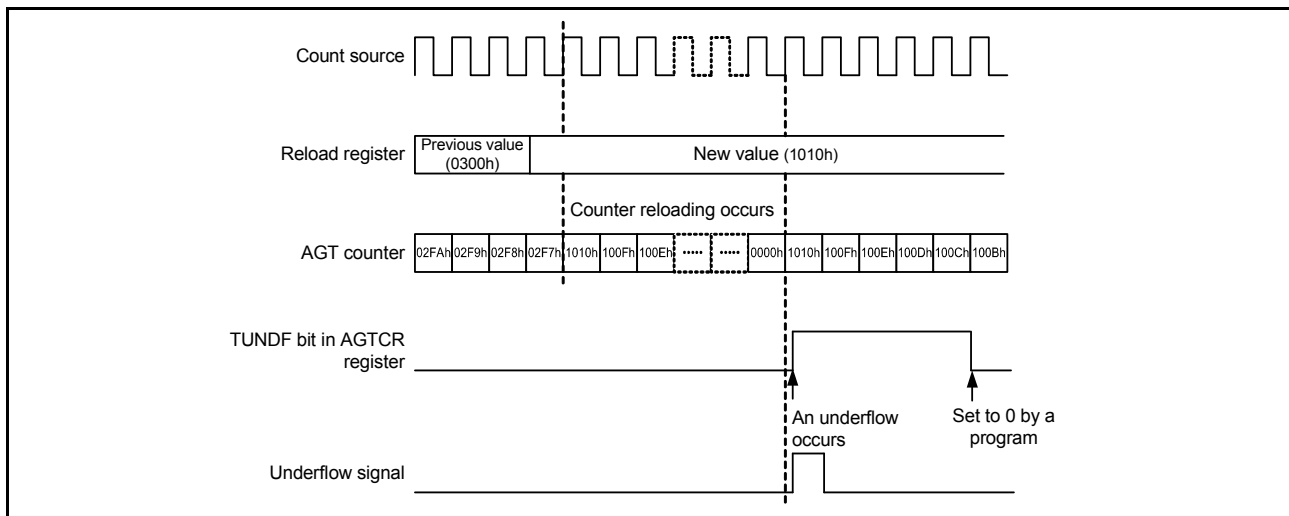 Count source
Reload register
Previous value
(0300h)
New value (1010h)
Counter reloading occurs
AGT counter
02FAh 02F9h 02F8h 02F7h 1010h 100Fh 100Eh ····· ····· 0000h 1010h 100Fh 100Eh 100Dh 100Ch 100Bh
TUNDF bit in AGTCR
register
An underflow
occurs
Set to 0 by a
program
Underflow signal